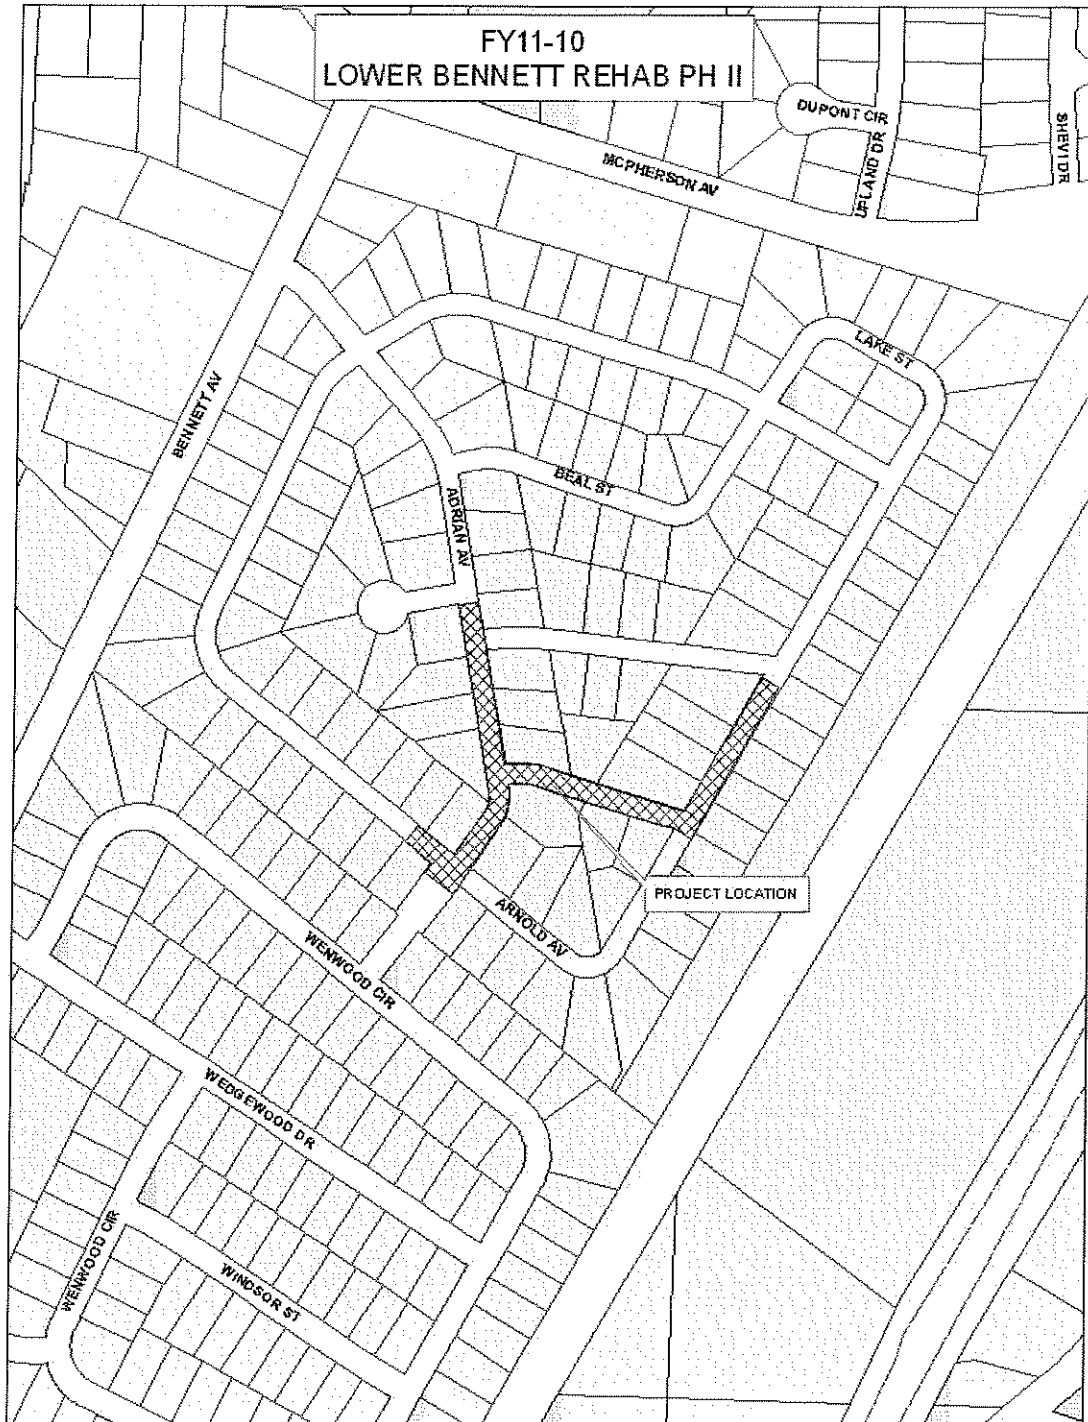 FY11-10
LOWER BENNETT REHAB PH II
DUPONT CIR
UPLAND DR
SHEVI DR
MCPHERSON AV
LAKE ST
BENNETT AV
BEAL ST
ADRIAN AV
PROJECT LOCATION
ARNOLD AV
WENWOOD CIR
WEDGEWOOD DR
WENWOOD CIR
WINDSOR ST